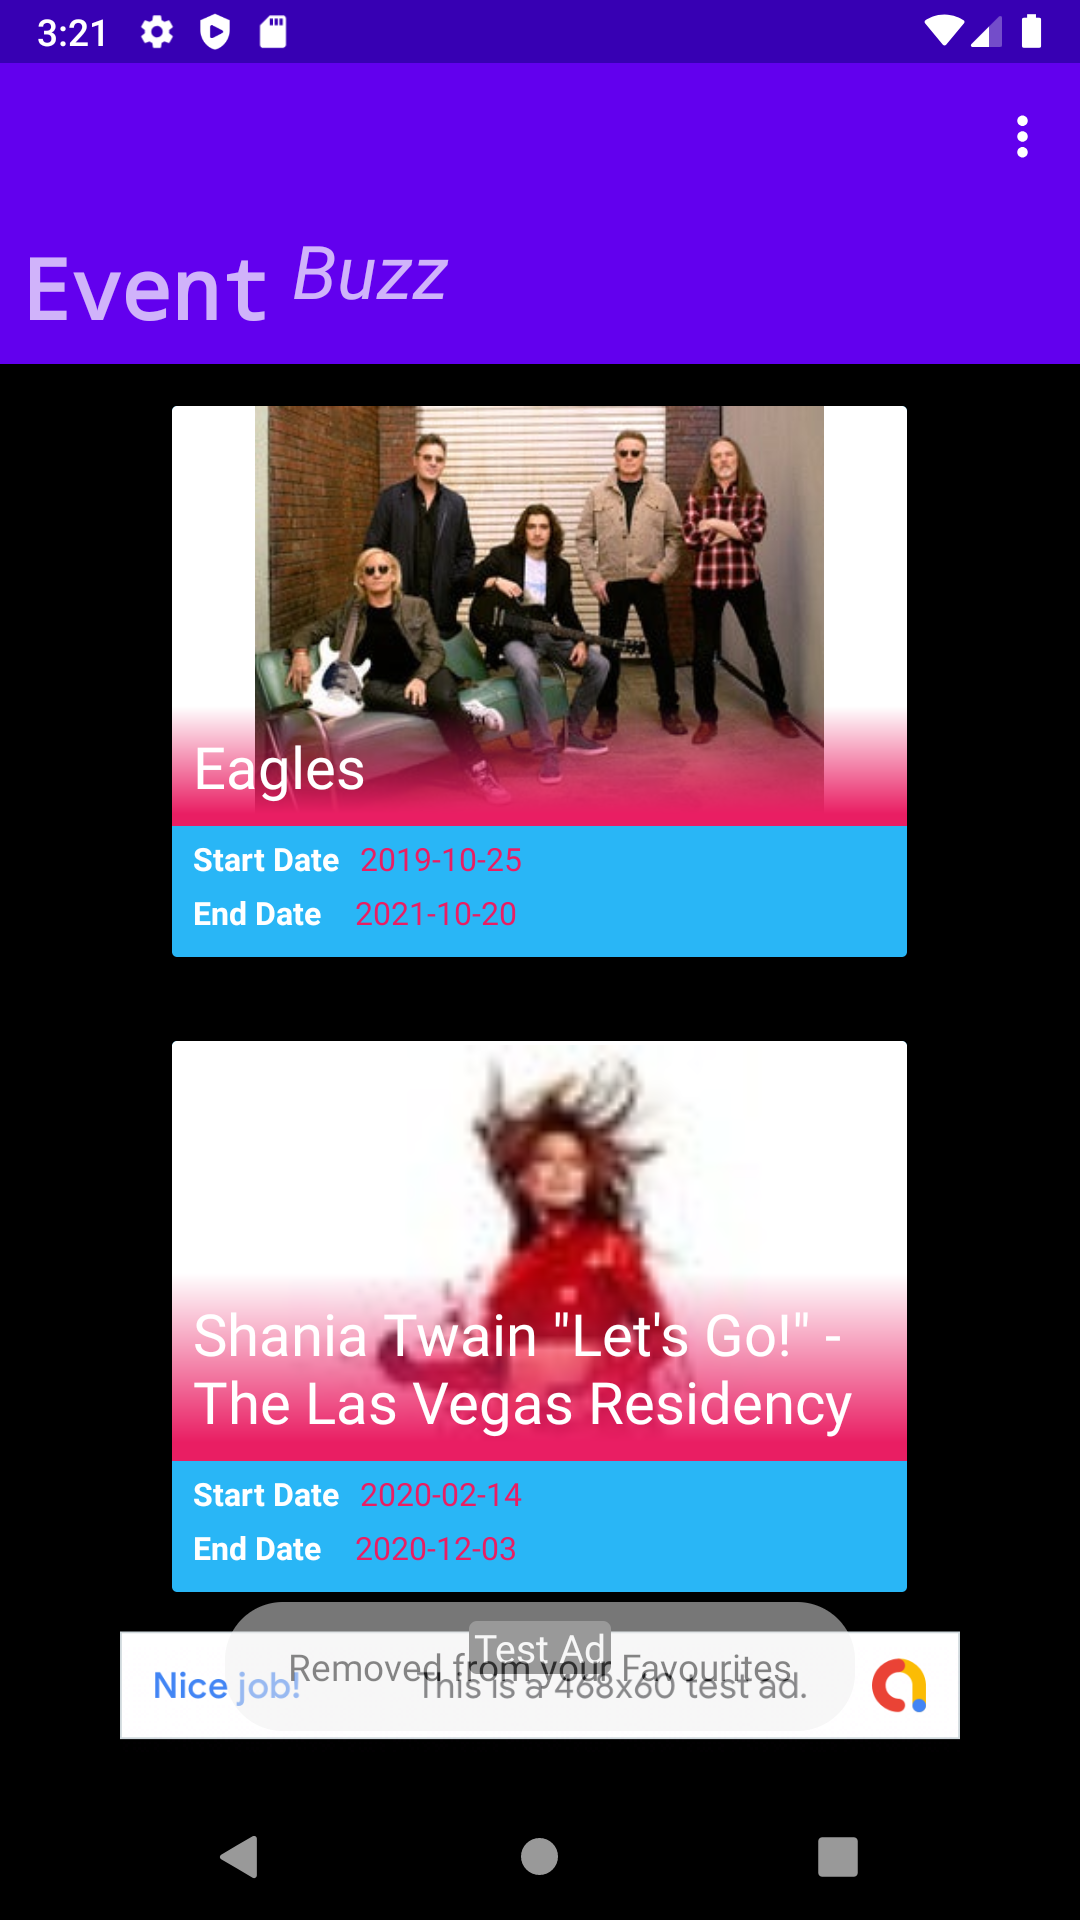 3:21
Event Buzz
Eagles
Start Date 2019-10-25
End Date 2021-10-20
Shania Twain "Let's Go!" -
The Las Vegas Residency
Start Date 2020-02-14
End Date 2020-12-03
Test Ad
Removed from your Favourites
Nice job! This is a 468x60 test ad.